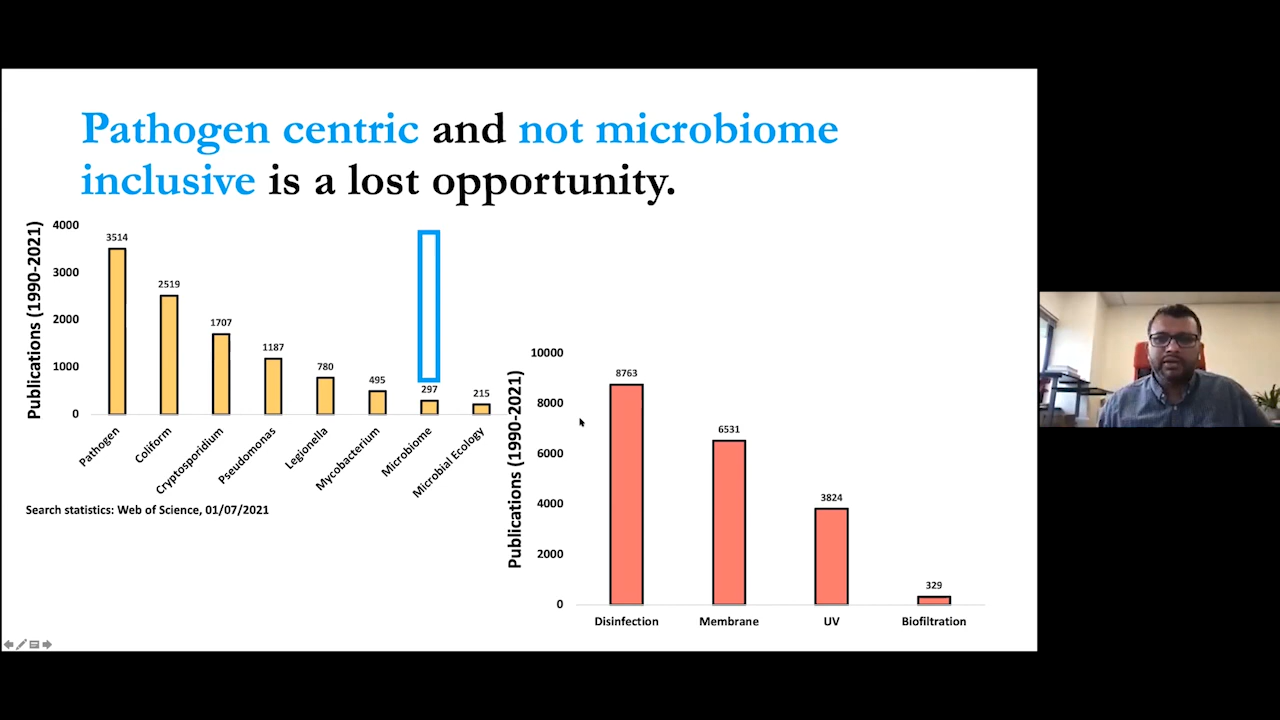 Pathogen centric and not microbiome
inclusive is a lost opportunity.
Publications (1990-2021)
4000
3000
2000
1000
0
3514
2519
1707
1187
780
495
297
215
Pathogen
Coliform
Cryptosporidium
Pseudomonas
Legionella
Mycobacterium
Microbiome
Microbial Ecology
Search statistics: Web of Science, 01/07/2021
Publications (1990-2021)
10000
8000
6000
4000
2000
0
8763
6531
3824
329
Disinfection
Membrane
UV
Biofiltration